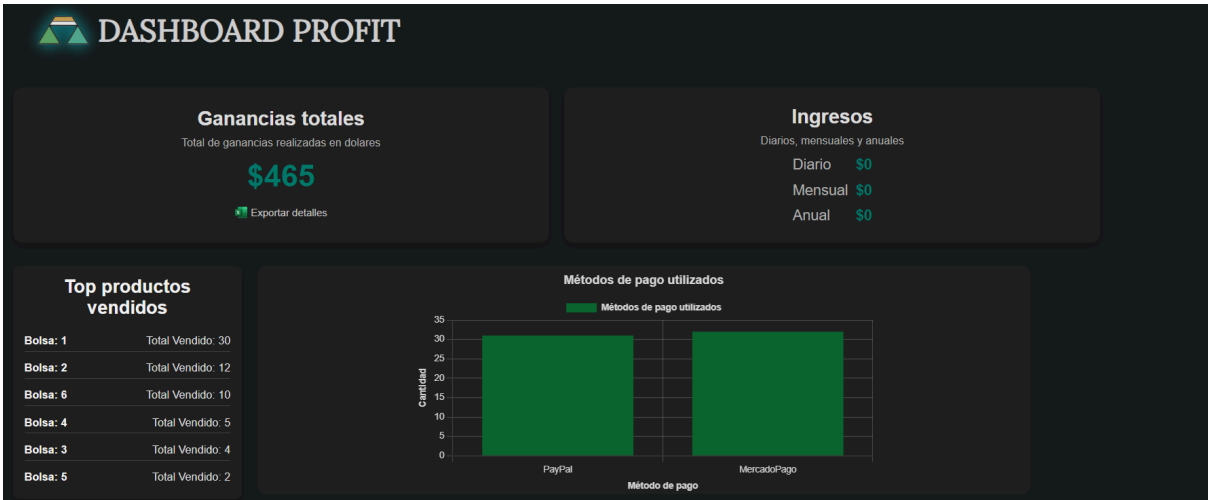 DASHBOARD PROFIT
Ganancias totales
Total de ganancias realizadas en dolares
$465
Exportar detalles
Ingresos
Diarios, mensuales y anuales
Diario $0
Mensual $0
Anual $0
Top productos
vendidos
Bolsa: 1 Total Vendido: 30
Bolsa: 2 Total Vendido: 12
Bolsa: 6 Total Vendido: 10
Bolsa: 4 Total Vendido: 5
Bolsa: 3 Total Vendido: 4
Bolsa: 5 Total Vendido: 2
Métodos de pago utilizados
Métodos de pago utilizados
Cantidad
35
30
25
20
15
10
5
0
PayPal MercadoPago
Método de pago